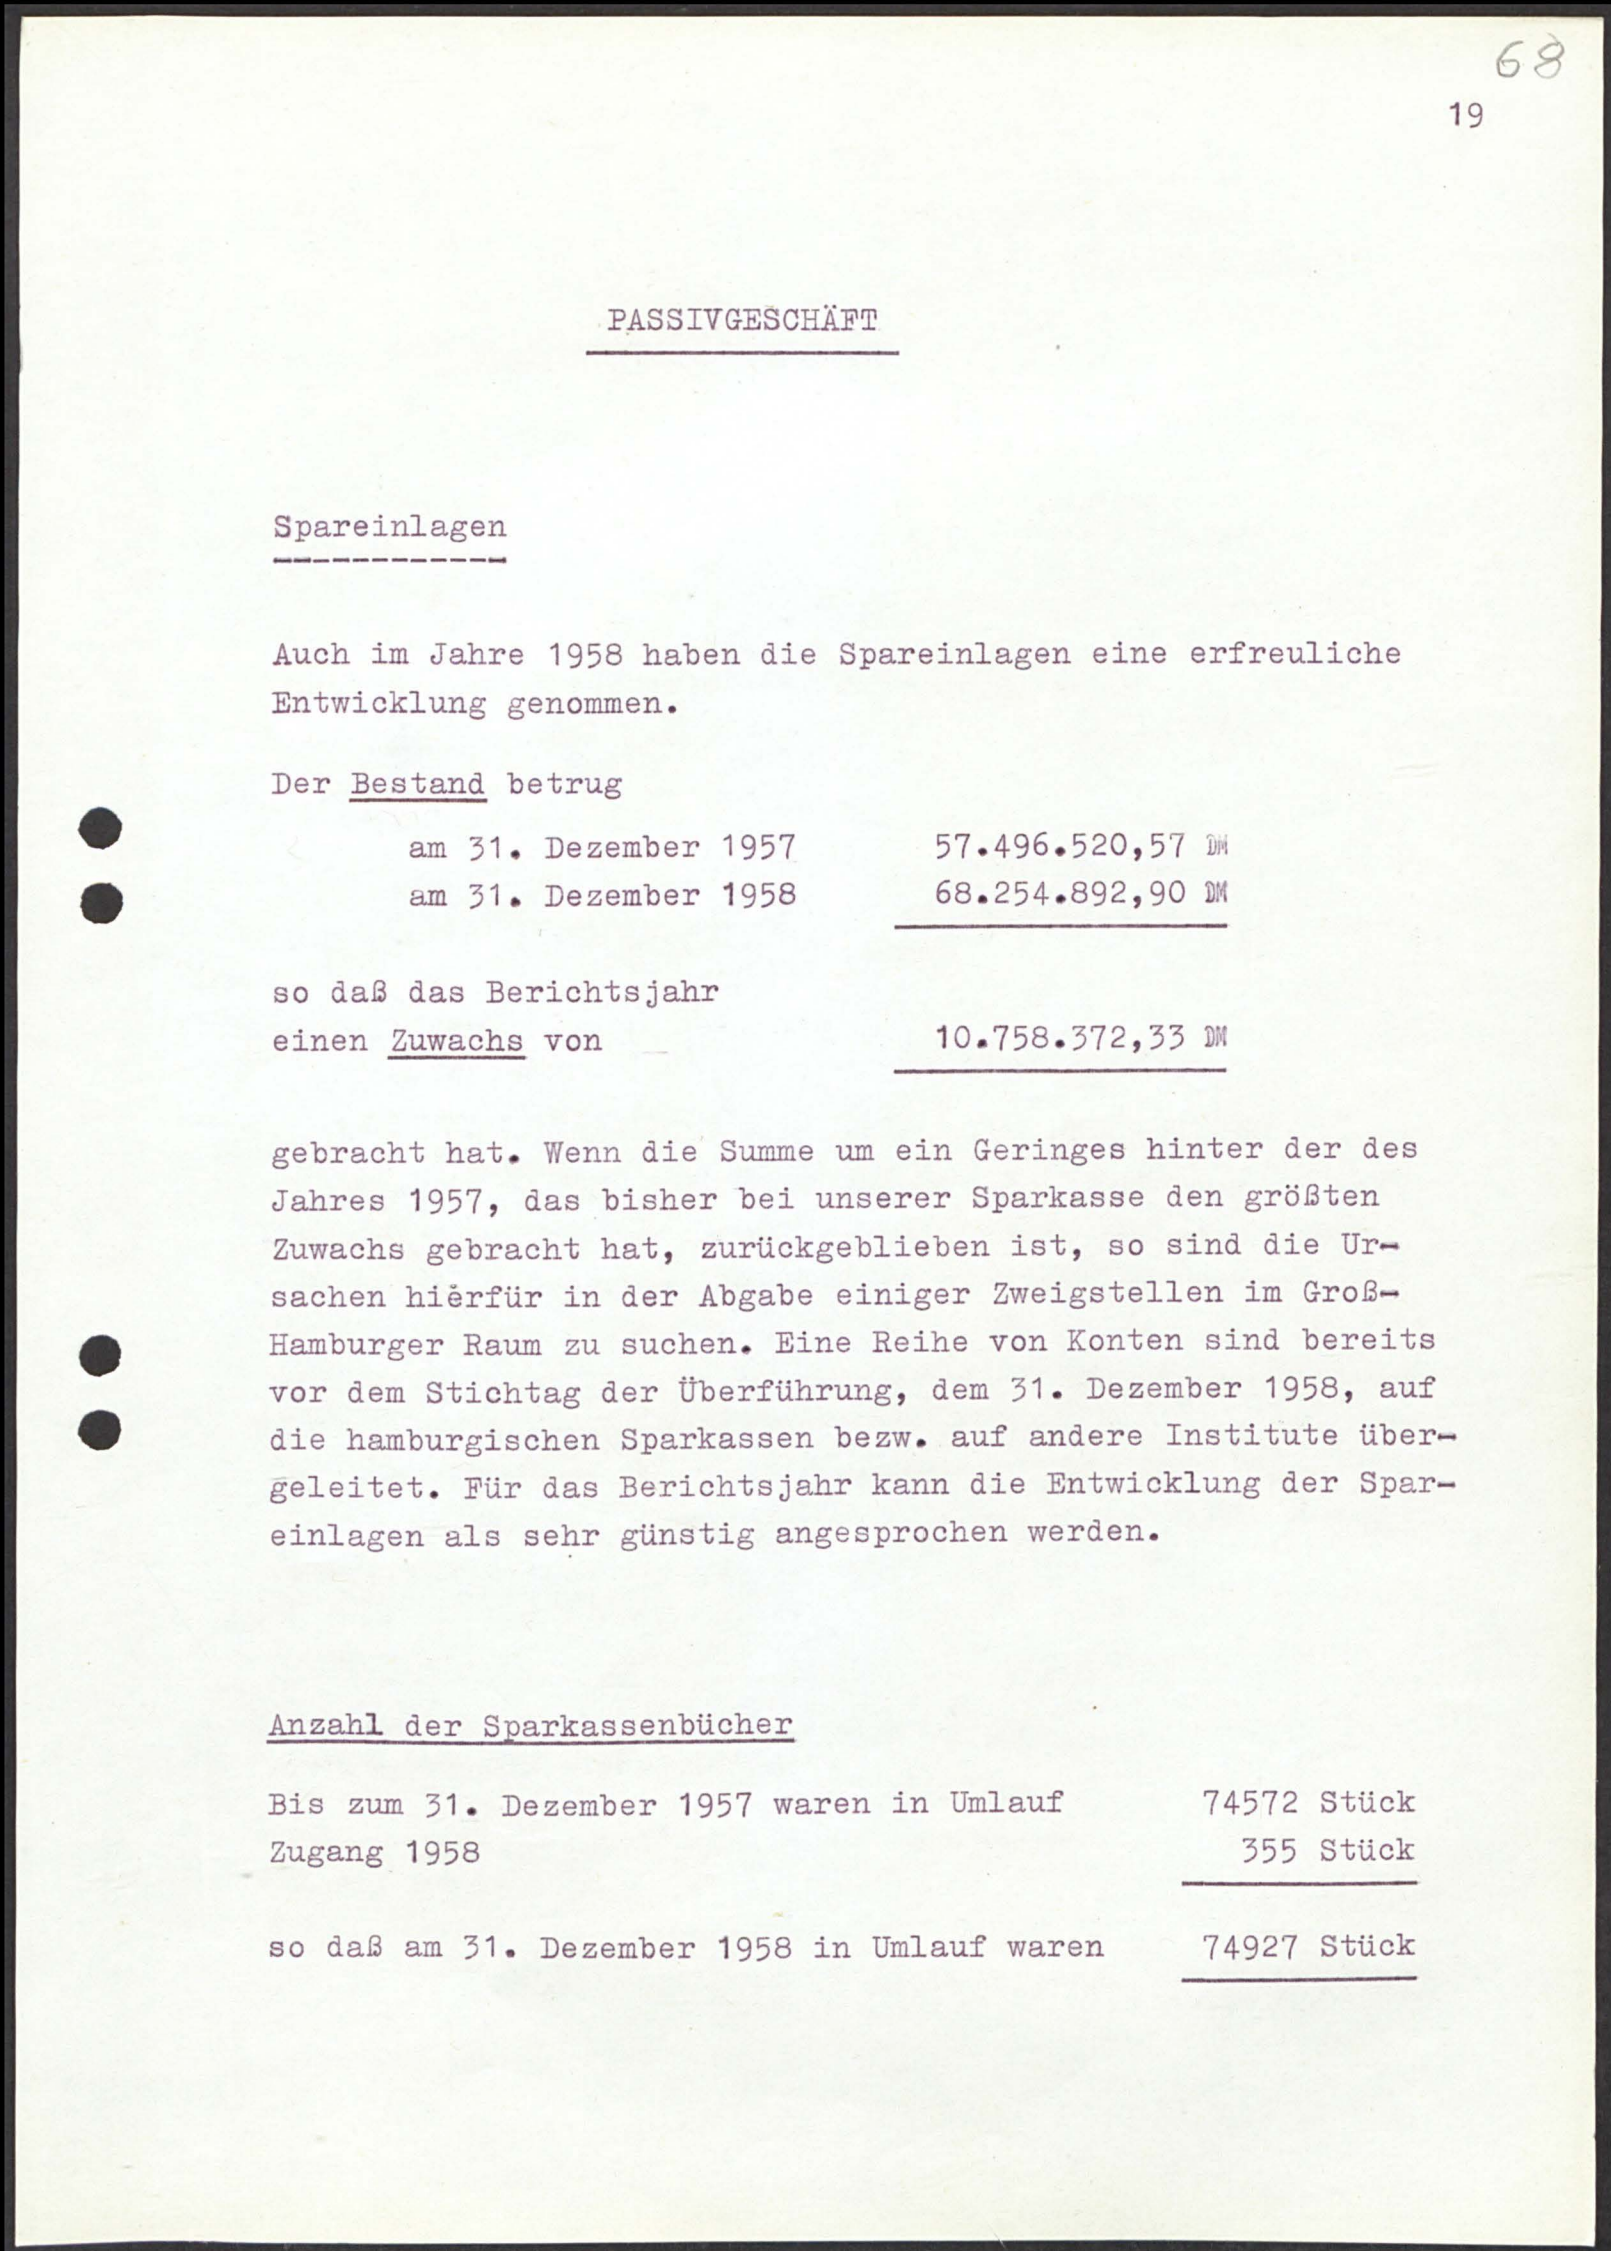 68
19
PASSIVGESCHÄFT
Spareinlagen
Auch im Jahre 1958 haben die Spareinlagen eine erfreuliche
Entwicklung genommen.
Der Bestand betrug
am 31. Dezember 1957 57.496.520,57 DM
am 31. Dezember 1958 68.254.892,90 DM
so daß das Berichtsjahr
einen Zuwachs von 10.758.372,33 DM
gebracht hat. Wenn die Summe um ein Geringes hinter der des
Jahres 1957, das bisher bei unserer Sparkasse den größten
Zuwachs gebracht hat, zurückgeblieben ist, so sind die Ur-
sachen hierfür in der Abgabe einiger Zweigstellen im Groß-
Hamburger Raum zu suchen. Eine Reihe von Konten sind bereits
vor dem Stichtag der Überführung, dem 31. Dezember 1958, auf
die hamburgischen Sparkassen bezw. auf andere Institute über-
geleitet. Für das Berichtsjahr kann die Entwicklung der Spar-
einlagen als sehr günstig angesprochen werden.
Anzahl der Sparkassenbücher
Bis zum 31. Dezember 1957 waren in Umlauf 74572 Stück
Zugang 1958 355 Stück
so daß am 31. Dezember 1958 in Umlauf waren 74927 Stück